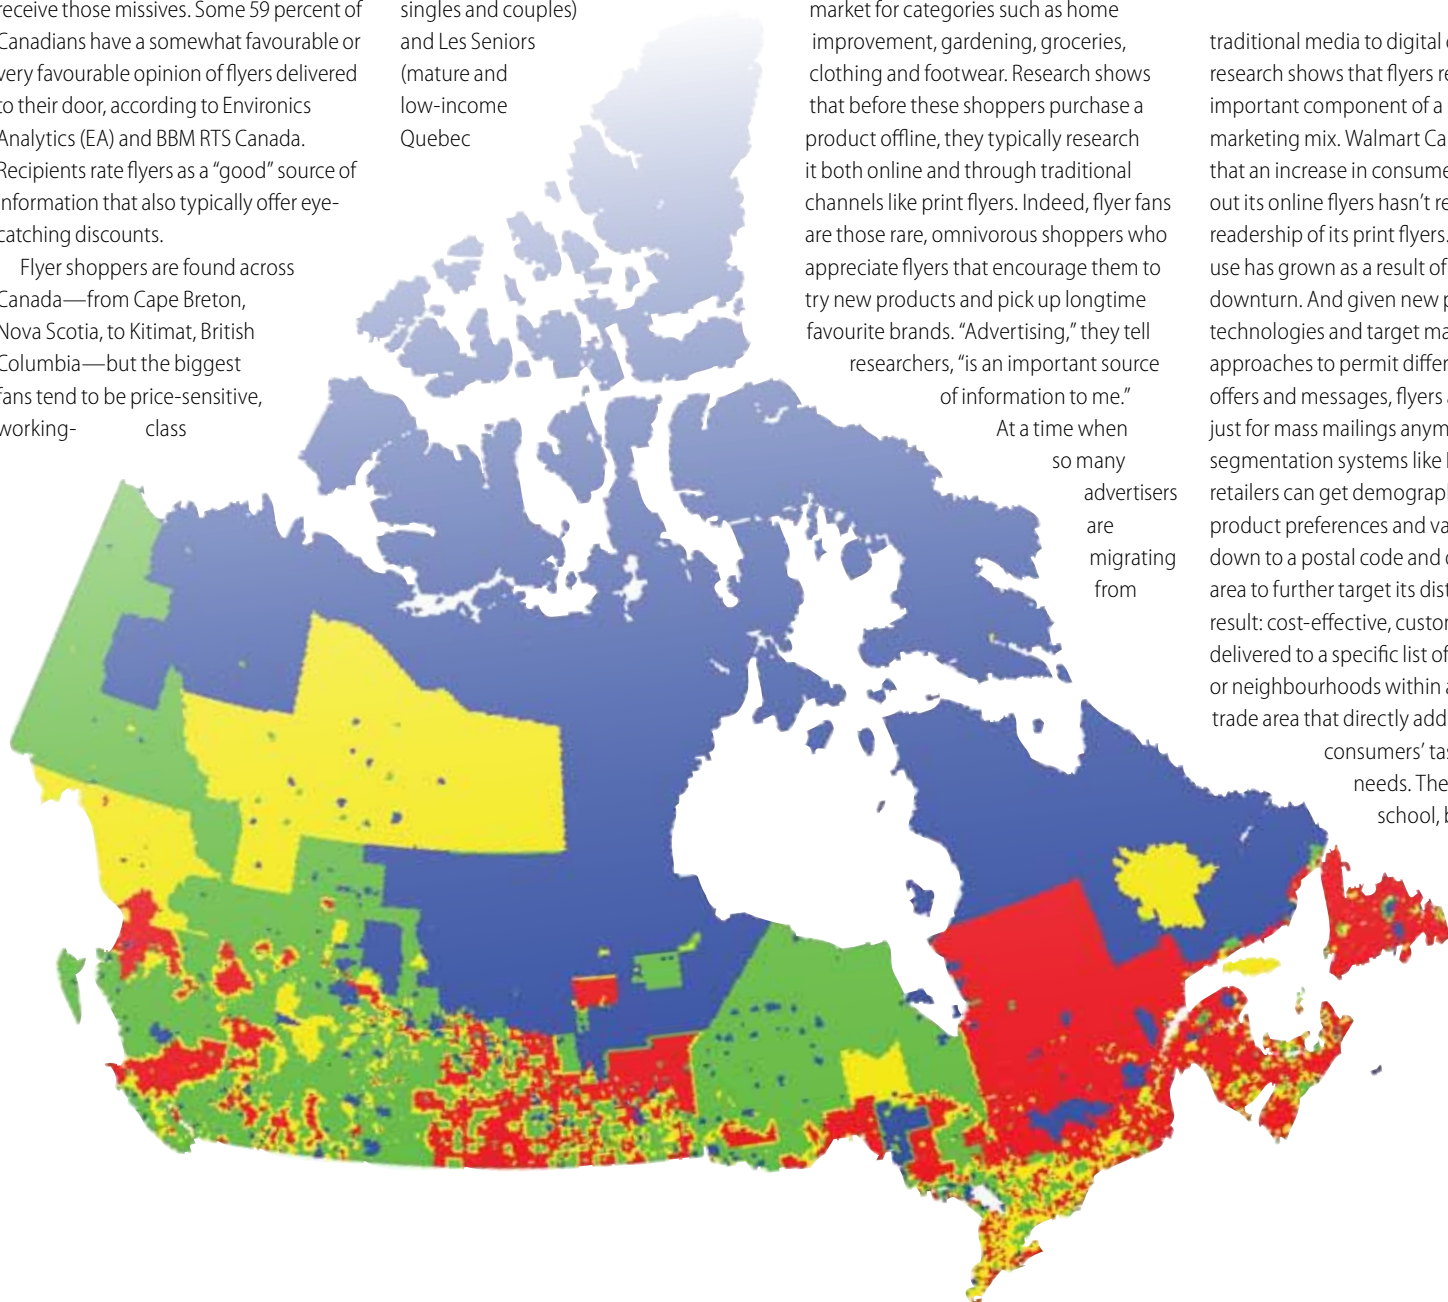 receive those missives. Some 59 percent of
Canadians have a somewhat favourable or
very favourable opinion of flyers delivered
to their door, according to Environics
Analytics (EA) and BBM RTS Canada.
Recipients rate flyers as a “good” source of
information that also typically offer eye-
catching discounts.
Flyer shoppers are found across
Canada—from Cape Breton,
Nova Scotia, to Kitimat, British
Columbia—but the biggest
fans tend to be price-sensitive,
working- class
singles and couples)
and Les Seniors
(mature and
low-income
Quebec
market for categories such as home
improvement, gardening, groceries,
clothing and footwear. Research shows
that before these shoppers purchase a
product offline, they typically research
it both online and through traditional
channels like print flyers. Indeed, flyer fans
are those rare, omnivorous shoppers who
appreciate flyers that encourage them to
try new products and pick up longtime
favourite brands. “Advertising,” they tell
researchers, “is an important source
of information to me.”
At a time when
so many
advertisers
are
migrating
from
traditional media to digital
research shows that flyers
important component of a
marketing mix. Walmart
that an increase in
out its online flyers hasn’t
readership of its print flyers.
use has grown as a result of
downturn. And given new
technologies and target
approaches to permit
offers and messages, flyers
just for mass mailings
segmentation systems like
retailers can get
product preferences and
down to a postal code and
area to further target its
result: cost-effective,
delivered to a specific list of
or neighbourhoods within
trade area that directly
consumers’
needs. The
school,